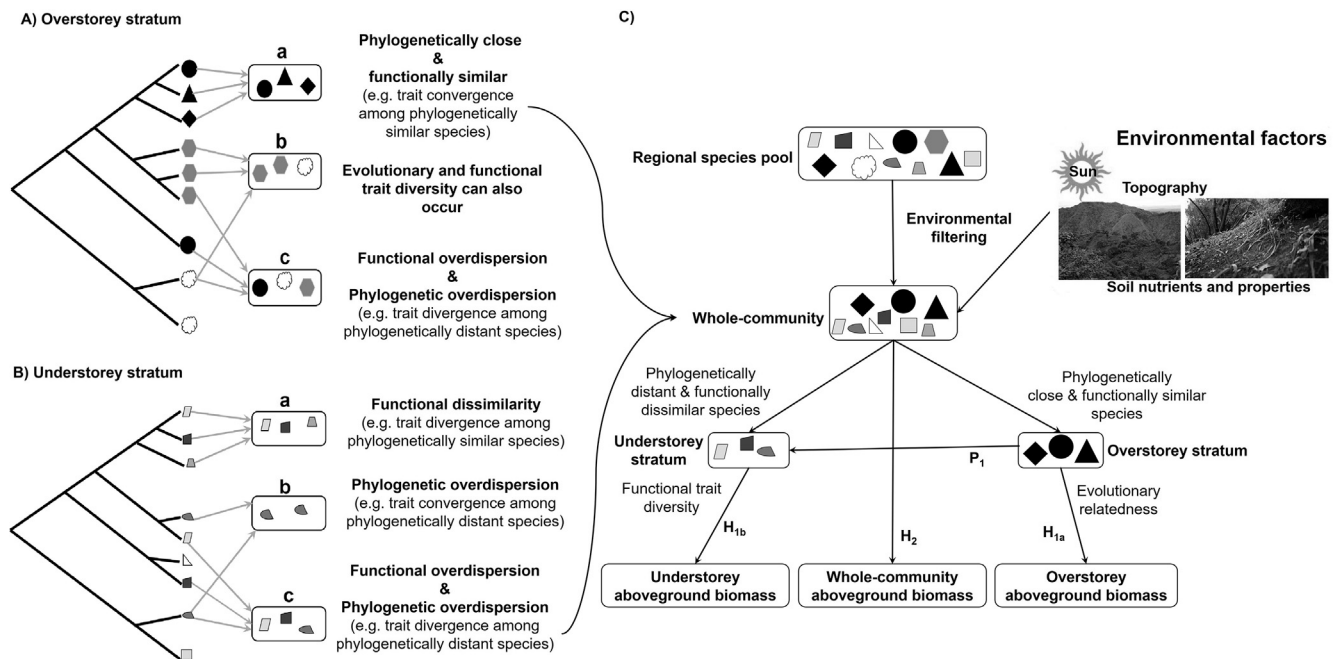 A) Overstorey stratum
a
Phylogenetically close
&
functionally similar
(e.g. trait convergence
among phylogenetically
similar species)
b
Evolutionary and functional
trait diversity can also
occur
c
Functional overdispersion
&
Phylogenetic overdispersion
(e.g. trait divergence among
phylogenetically distant species)
B) Understorey stratum
a
Functional dissimilarity
(e.g. trait divergence among
phylogenetically similar species)
b
Phylogenetic overdispersion
(e.g. trait convergence among
phylogenetically distant species)
c
Functional overdispersion
&
Phylogenetic overdispersion
(e.g. trait divergence among
phylogenetically distant species)
C)
Regional species pool
Environmental factors
Sun
Topography
Soil nutrients and properties
Environmental
filtering
Whole-community
Phylogenetically
distant & functionally
dissimilar species
Phylogenetically
close & functionally similar
species
Understorey
stratum
P1
Overstorey stratum
Functional trait
diversity
Evolutionary
relatedness
H1b
H2
H1a
Understorey
aboveground biomass
Whole-community
aboveground biomass
Overstorey
aboveground biomass